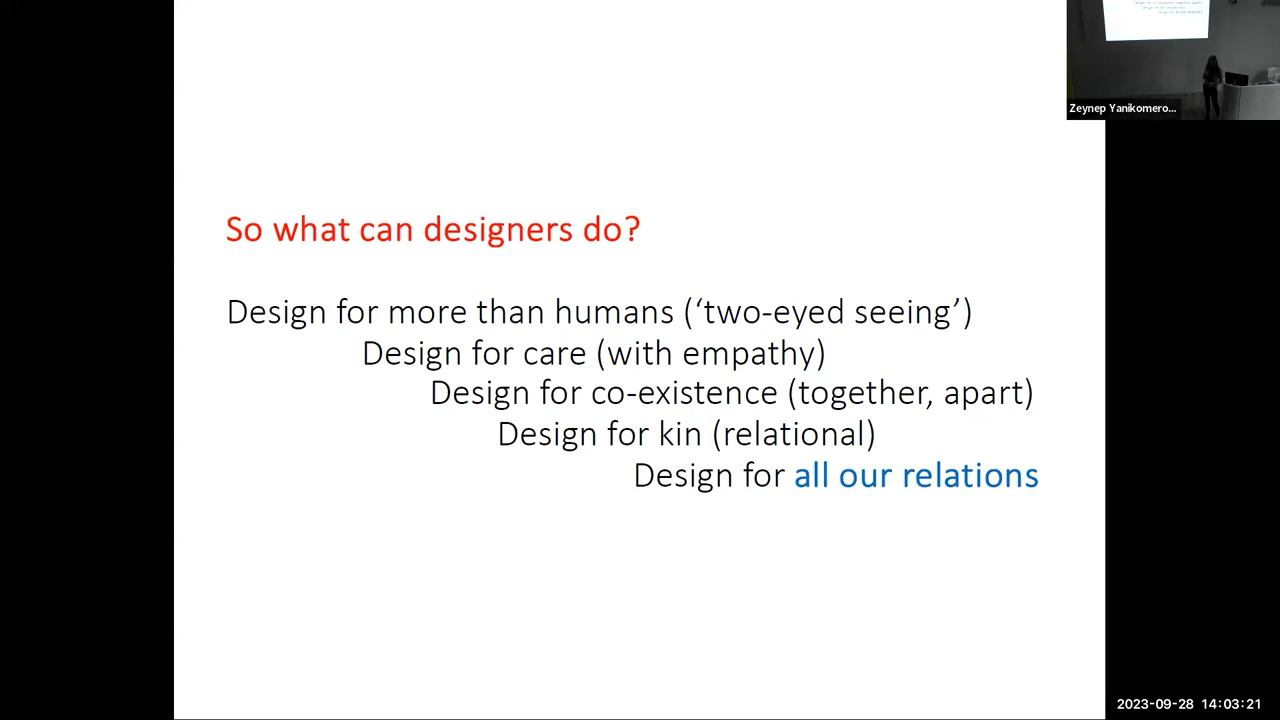 So what can designers do?
Design for more than humans (‘two-eyed seeing’)
Design for care (with empathy)
Design for co-existence (together, apart)
Design for kin (relational)
Design for all our relations
Zeynep Yanikomero...
2023-09-28 14:03:21